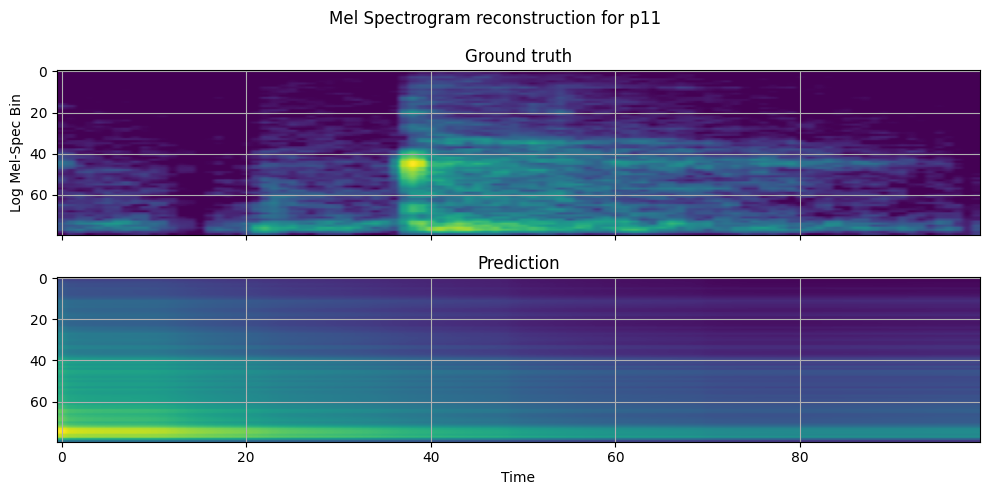 Mel Spectrogram reconstruction for p11
Ground truth
0
20
40
60
Log Mel-Spec Bin
Prediction
0
20
40
60
0 20 40 60 80
Time